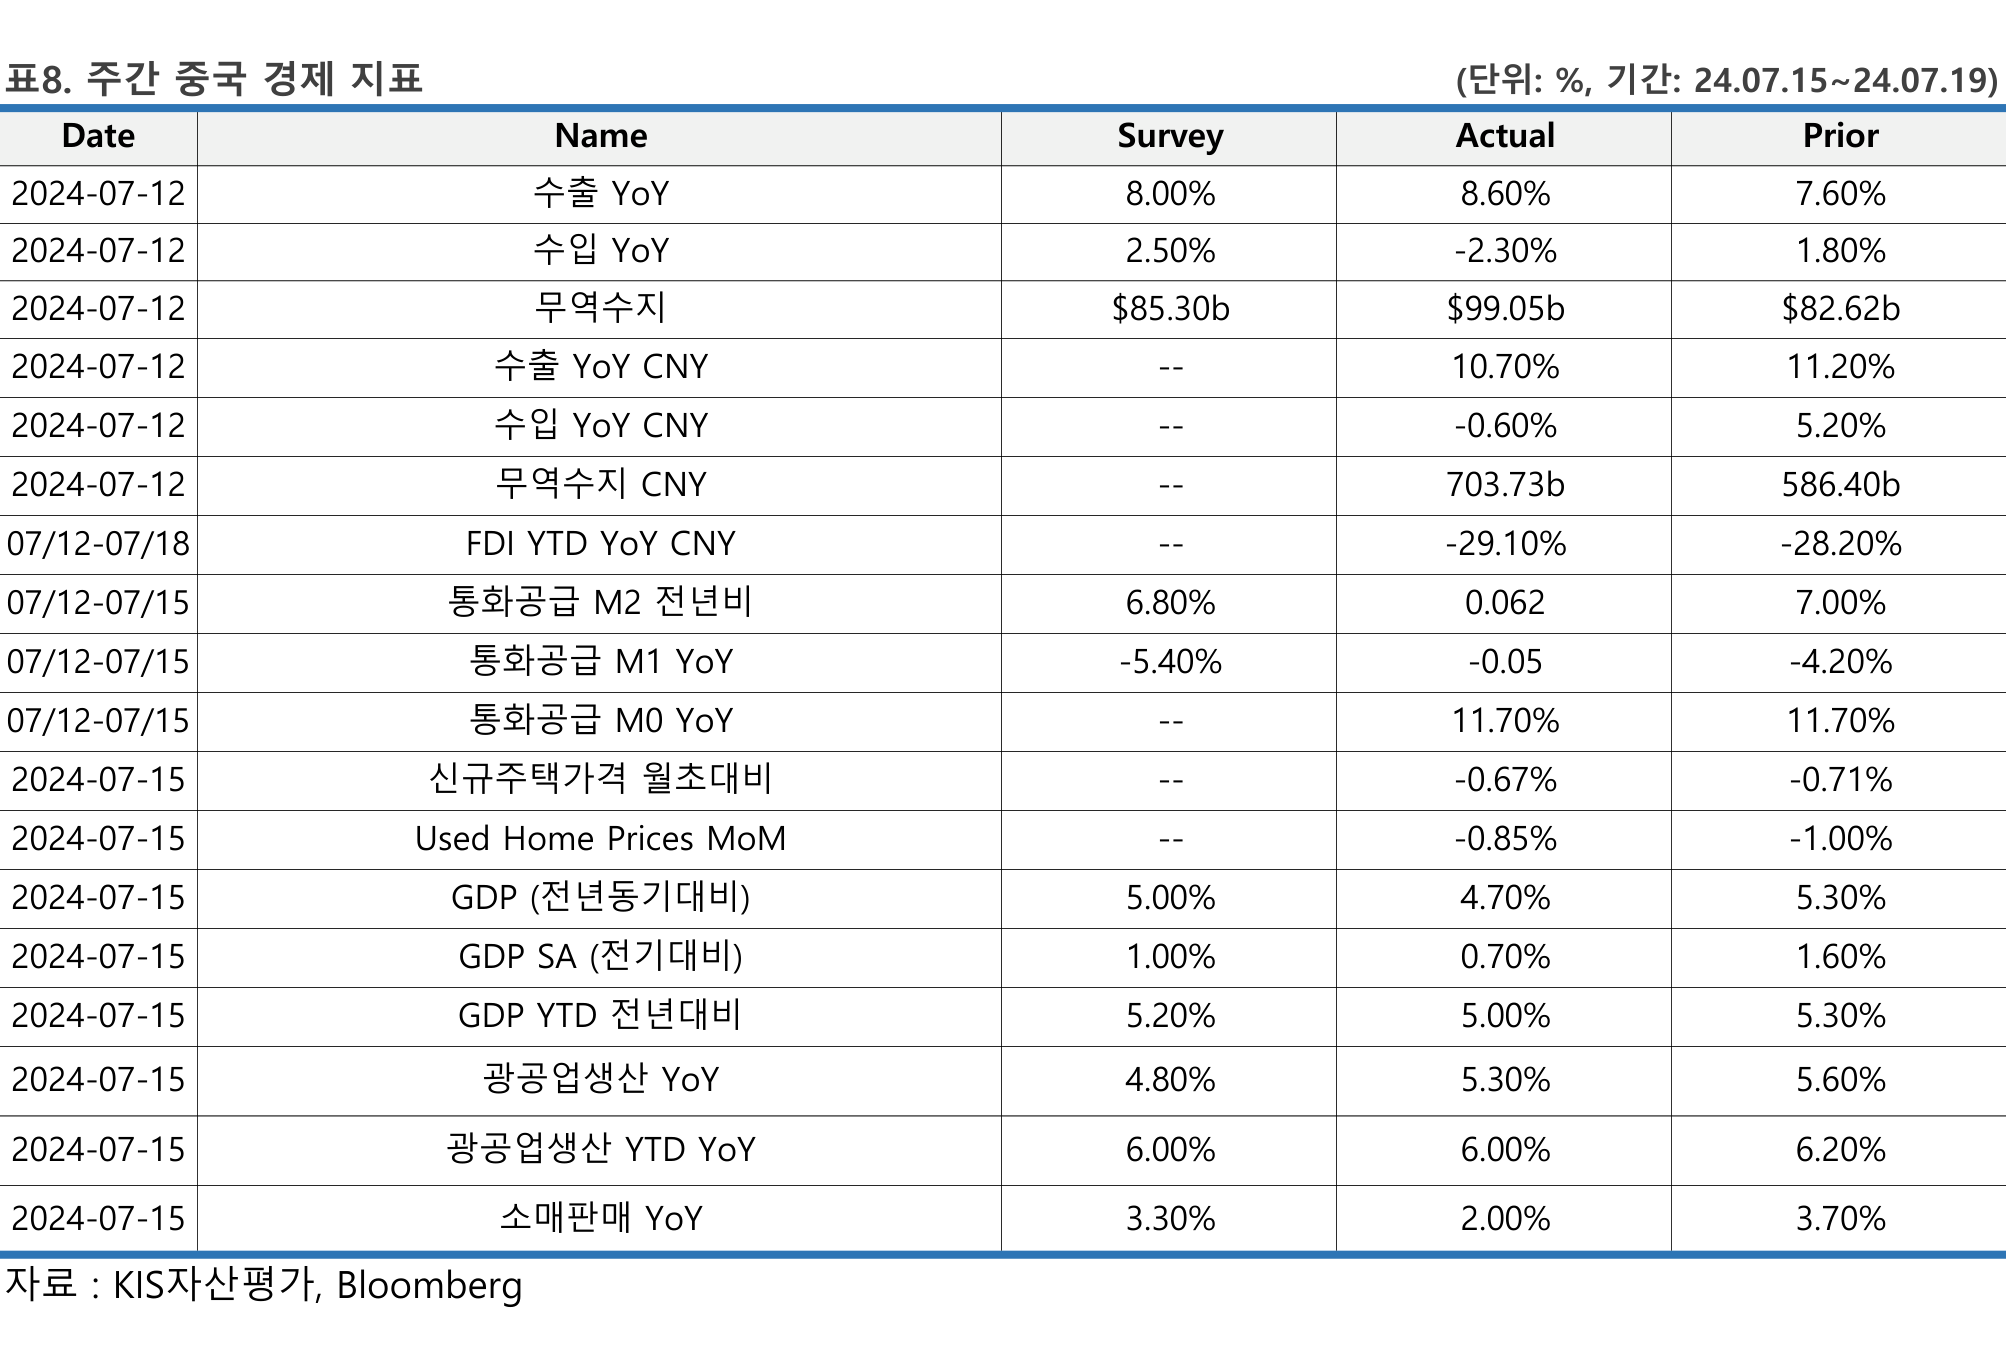 표8. 주간 중국 경제 지표 (단위: %, 기간: 24.07.15~24.07.19)
Date Name Survey Actual Prior
2024-07-12 수출 YoY 8.00% 8.60% 7.60%
2024-07-12 수입 YoY 2.50% -2.30% 1.80%
2024-07-12 무역수지 $85.30b $99.05b $82.62b
2024-07-12 수출 YoY CNY -- 10.70% 11.20%
2024-07-12 수입 YoY CNY -- -0.60% 5.20%
2024-07-12 무역수지 CNY -- 703.73b 586.40b
07/12-07/18 FDI YTD YoY CNY -- -29.10% -28.20%
07/12-07/15 통화공급 M2 전년비 6.80% 0.062 7.00%
07/12-07/15 통화공급 M1 YoY -5.40% -0.05 -4.20%
07/12-07/15 통화공급 M0 YoY -- 11.70% 11.70%
2024-07-15 신규주택가격 월초대비 -- -0.67% -0.71%
2024-07-15 Used Home Prices MoM -- -0.85% -1.00%
2024-07-15 GDP (전년동기대비) 5.00% 4.70% 5.30%
2024-07-15 GDP SA (전기대비) 1.00% 0.70% 1.60%
2024-07-15 GDP YTD 전년대비 5.20% 5.00% 5.30%
2024-07-15 광공업생산 YoY 4.80% 5.30% 5.60%
2024-07-15 광공업생산 YTD YoY 6.00% 6.00% 6.20%
2024-07-15 소매판매 YoY 3.30% 2.00% 3.70%
자료 : KIS자산평가, Bloomberg